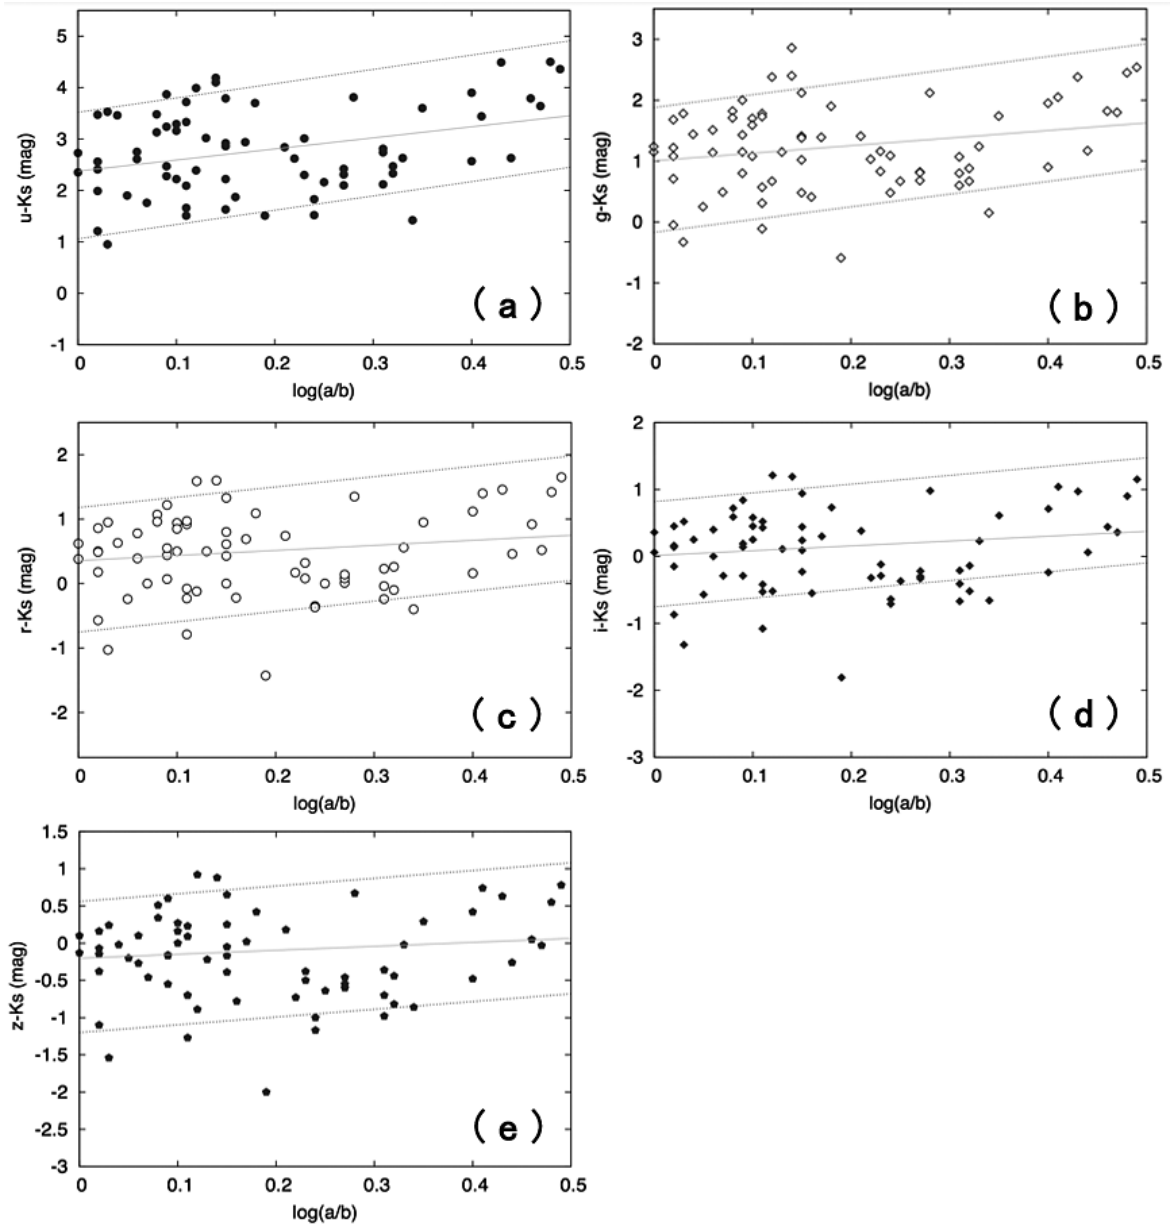 5
4
3
2
1
0
-1
u-Ks (mag)
( a )
0 0.1 0.2 0.3 0.4 0.5
log(a/b)
3
2
1
0
-1
-2
g-Ks (mag)
( b )
0 0.1 0.2 0.3 0.4 0.5
log(a/b)
2
1
0
-1
-2
r-Ks (mag)
( c )
0 0.1 0.2 0.3 0.4 0.5
log(a/b)
2
1
0
-1
-2
-3
i-Ks (mag)
( d )
0 0.1 0.2 0.3 0.4 0.5
log(a/b)
1.5
1
0.5
0
-0.5
-1
-1.5
-2
-2.5
-3
z-Ks (mag)
( e )
0 0.1 0.2 0.3 0.4 0.5
log(a/b)